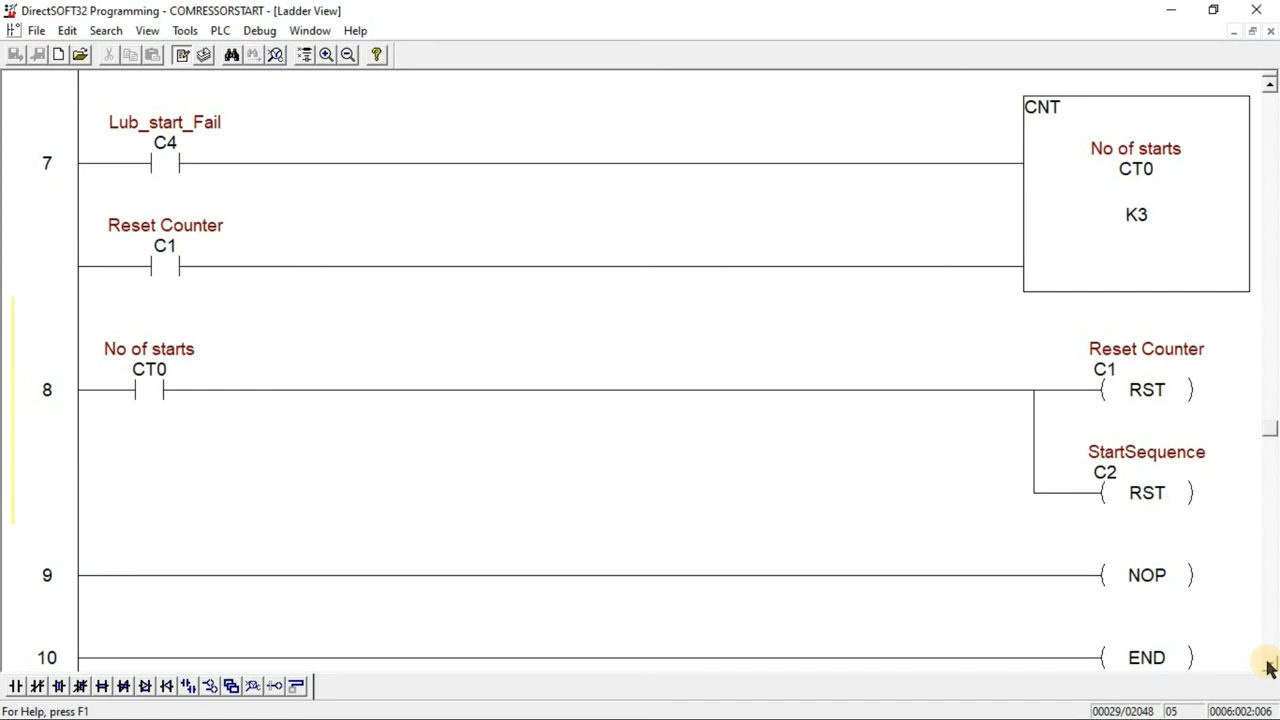 DirectSOFT32 Programming - COMRESSORSTART - [Ladder View]
File Edit Search View Tools PLC Debug Window Help
CNT
Lub_start_Fail
C4
No of starts
CT0
7
K3
Reset Counter
C1
No of starts
CT0
Reset Counter
C1
8
RST
StartSequence
C2
RST
9
NOP
10
END
For Help, press F1
00029/02048 05 0006:002:006